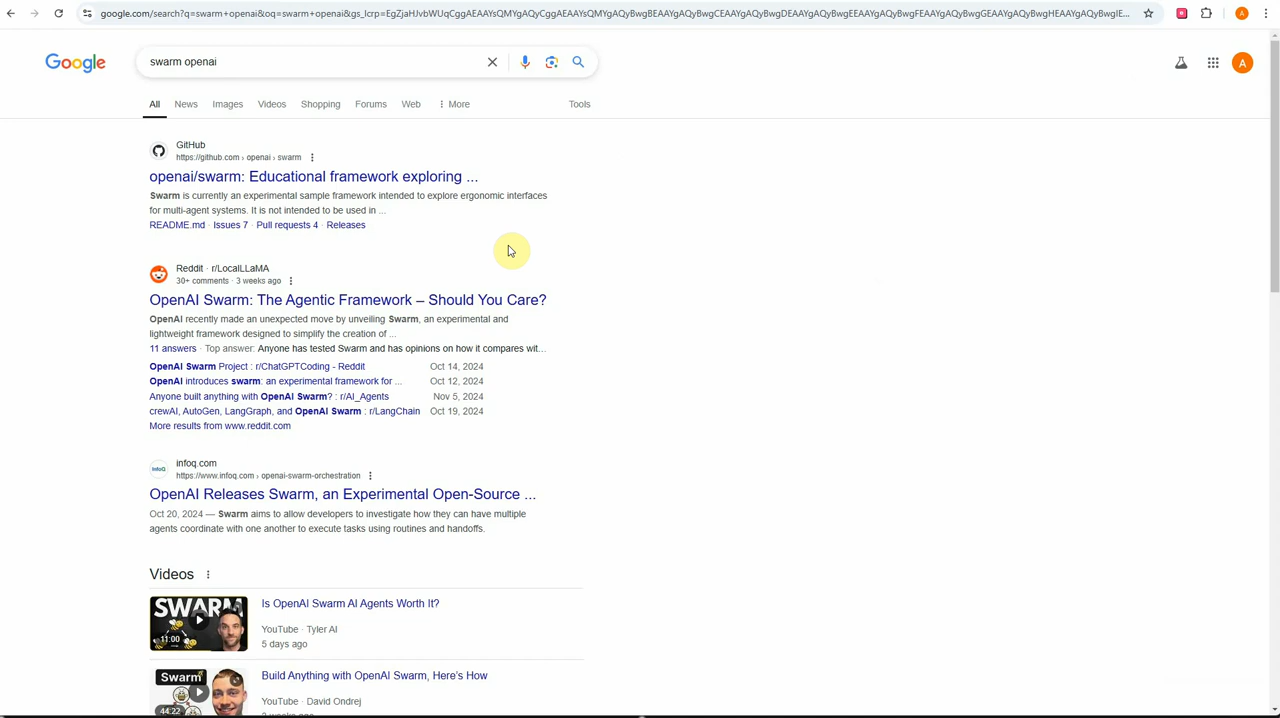 google.com/search?q=swarm+openai&oq=swarm+openai&gs_lcrp=EgZjaHJvbWUqCggAEAAYsQMYgAQyCggAEAAYsQMYgAQyBwgBEAAYgAQyBwgCEAAYgAQyBwgDEAAYgAQyBwgEEAAYgAQyBwgFEAAYgAQyBwgGEAAYgAQyBwgHEAAYgAQyBwgIE...
A
Google
swarm openai
A
All News Images Videos Shopping Forums Web More Tools
GitHub
https://github.com › openai › swarm
openai/swarm: Educational framework exploring ...
Swarm is currently an experimental sample framework intended to explore ergonomic interfaces
for multi-agent systems. It is not intended to be used in ...
README.md · Issues 7 · Pull requests 4 · Releases
Reddit · r/LocalLLaMA
30+ comments · 3 weeks ago
OpenAI Swarm: The Agentic Framework – Should You Care?
OpenAI recently made an unexpected move by unveiling Swarm, an experimental and
lightweight framework designed to simplify the creation of ...
11 answers · Top answer: Anyone has tested Swarm and has opinions on how it compares wit...
OpenAI Swarm Project : r/ChatGPTCoding - Reddit Oct 14, 2024
OpenAI introduces swarm: an experimental framework for ... Oct 12, 2024
Anyone built anything with OpenAI Swarm? : r/AI_Agents Nov 5, 2024
crewAI, AutoGen, LangGraph, and OpenAI Swarm : r/LangChain Oct 19, 2024
More results from www.reddit.com
InfoQ
infoq.com
https://www.infoq.com › openai-swarm-orchestration
OpenAI Releases Swarm, an Experimental Open-Source ...
Oct 20, 2024 — Swarm aims to allow developers to investigate how they can have multiple
agents coordinate with one another to execute tasks using routines and handoffs.
Videos
SWARM
11:00
Is OpenAI Swarm AI Agents Worth It?
YouTube · Tyler AI
5 days ago
Swarm
44:22
Build Anything with OpenAI Swarm, Here's How
YouTube · David Ondrej